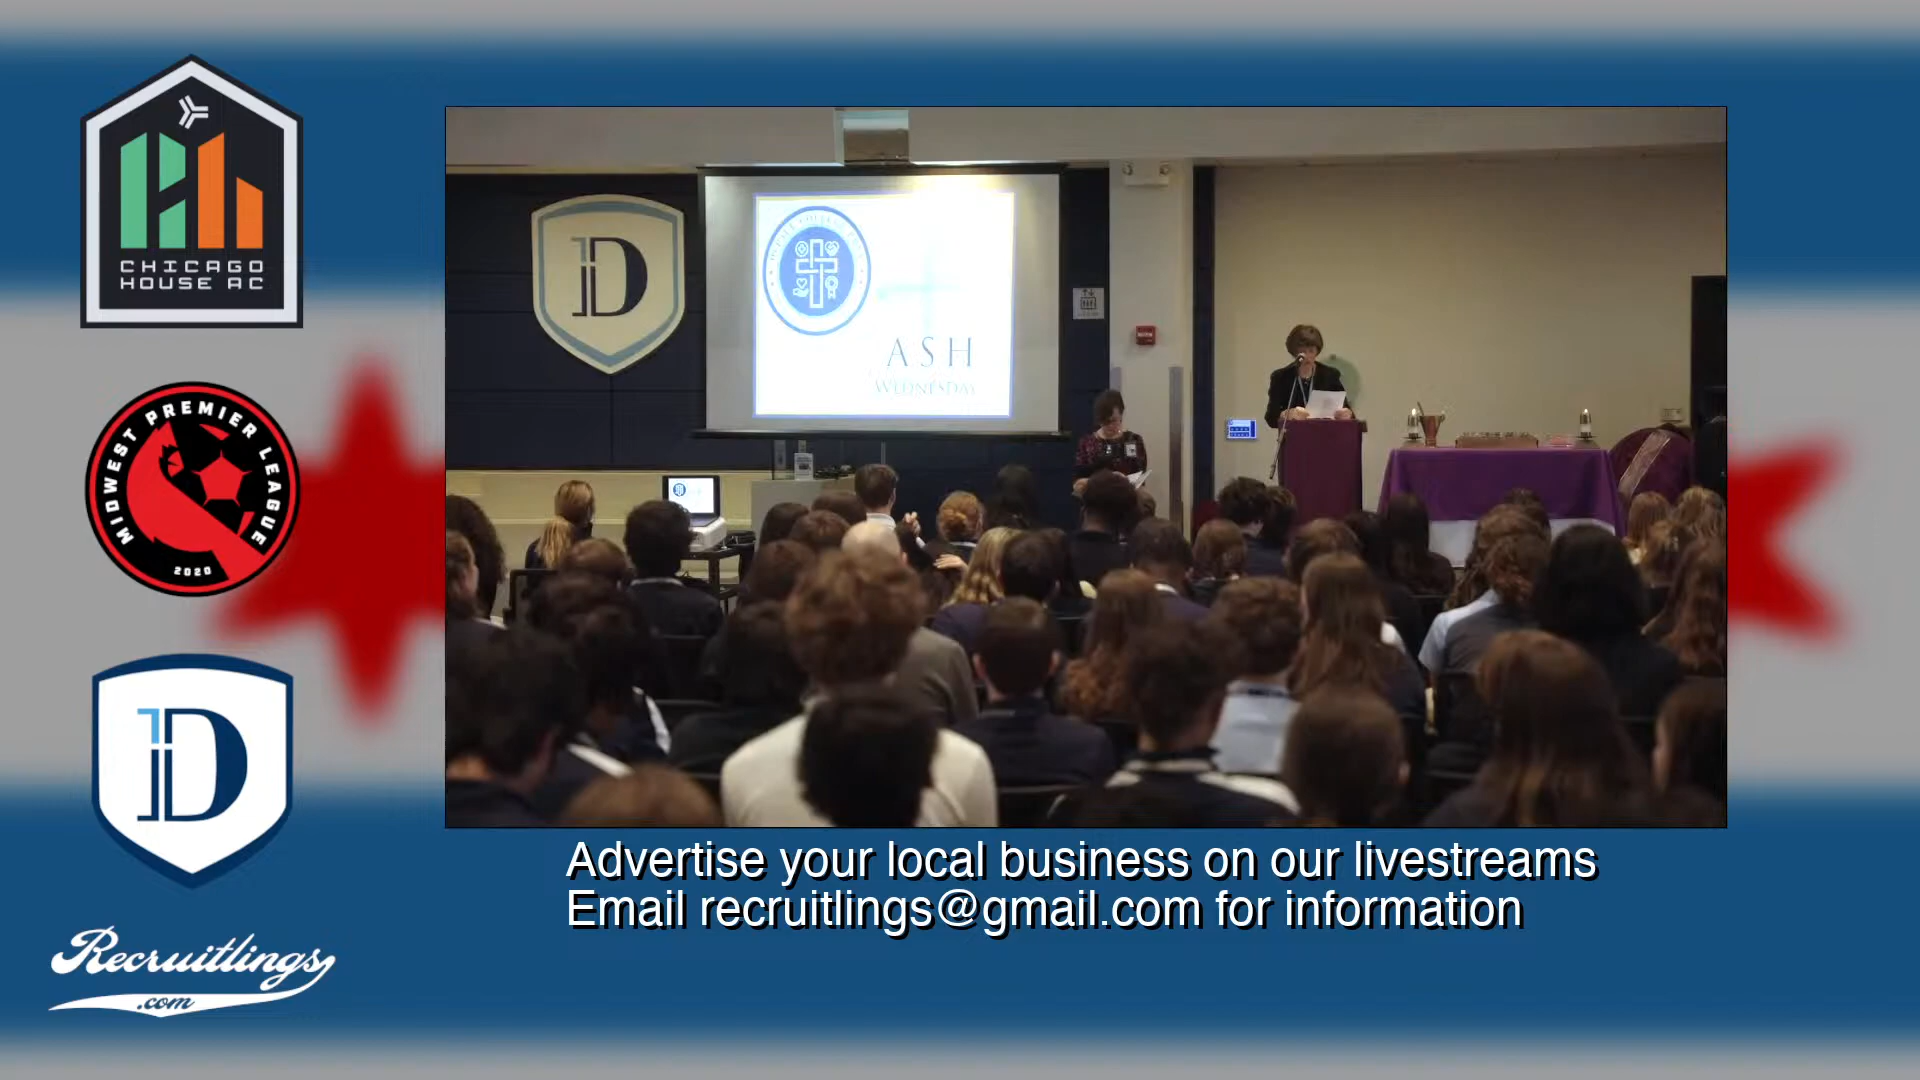 CHICAGO
HOUSE AC
MIDWEST PREMIER LEAGUE
2020
D
Recruitlings
.com
D
ASH
WEDNESDAY
Advertise your local business on our livestreams
Email recruitlings@gmail.com for information